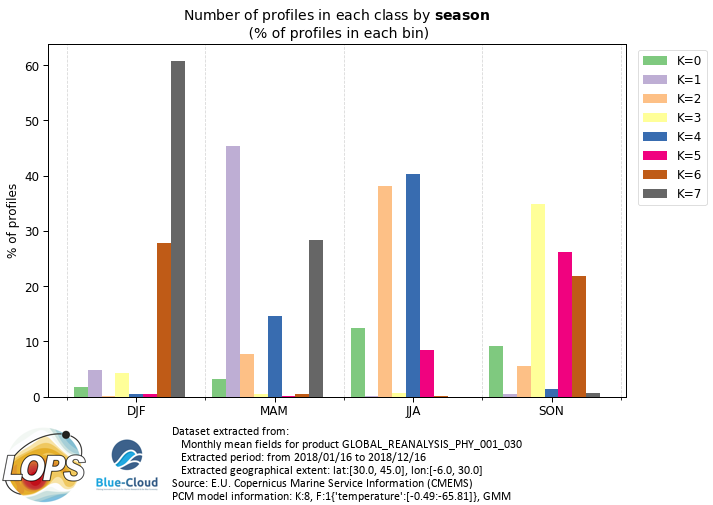 Number of profiles in each class by season
(% of profiles in each bin)
% of profiles
60
50
40
30
20
10
0
DJF
MAM
JJA
SON
K=0
K=1
K=2
K=3
K=4
K=5
K=6
K=7
LOPS
Blue-Cloud
Dataset extracted from:
Monthly mean fields for product GLOBAL_REANALYSIS_PHY_001_030
Extracted period: from 2018/01/16 to 2018/12/16
Extracted geographical extent: lat:[30.0, 45.0], lon:[-6.0, 30.0]
Source: E.U. Copernicus Marine Service Information (CMEMS)
PCM model information: K:8, F:1{'temperature':[-0.49:-65.81]}, GMM